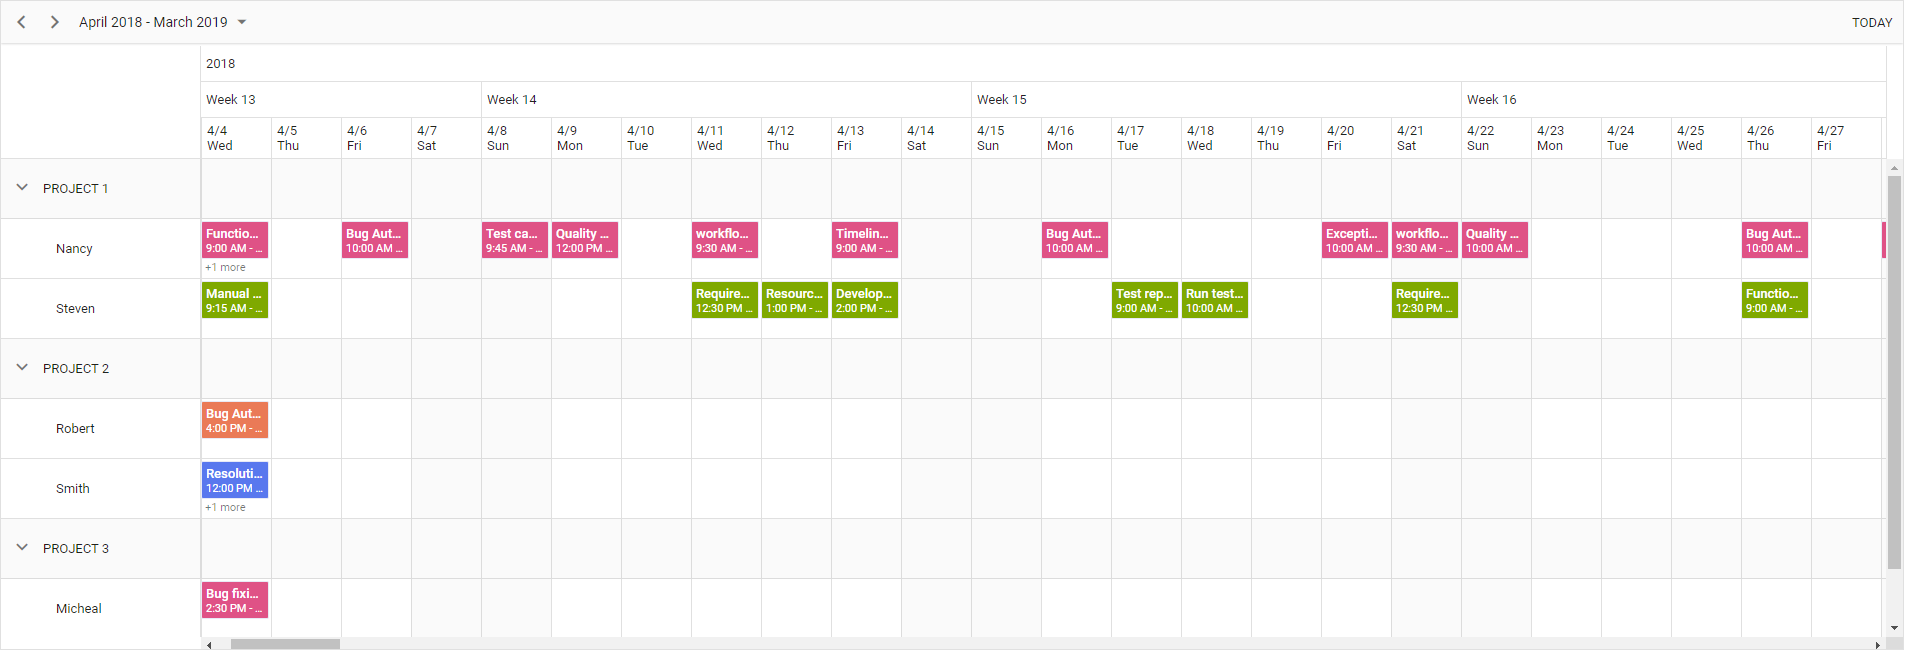 April 2018 - March 2019
TODAY
2018
Week 13
Week 14
Week 15
Week 16
4/4
Wed
4/5
Thu
4/6
Fri
4/7
Sat
4/8
Sun
4/9
Mon
4/10
Tue
4/11
Wed
4/12
Thu
4/13
Fri
4/14
Sat
4/15
Sun
4/16
Mon
4/17
Tue
4/18
Wed
4/19
Thu
4/20
Fri
4/21
Sat
4/22
Sun
4/23
Mon
4/24
Tue
4/25
Wed
4/26
Thu
4/27
Fri
PROJECT 1
Nancy
Functio...
9:00 AM - ...
+1 more
Bug Aut...
10:00 AM ...
Test ca...
9:45 AM - ...
Quality ...
12:00 PM ...
workflo...
9:30 AM - ...
Timelin...
9:00 AM - ...
Bug Aut...
10:00 AM ...
Excepti...
10:00 AM ...
workflo...
9:30 AM - ...
Quality ...
10:00 AM ...
Bug Aut...
10:00 AM ...
Steven
Manual ...
9:15 AM - ...
Require...
12:30 PM ...
Resourc...
1:00 PM - ...
Develop...
2:00 PM - ...
Test rep...
9:00 AM - ...
Run test...
10:00 AM ...
Require...
12:30 PM ...
Functio...
9:00 AM - ...
PROJECT 2
Robert
Bug Aut...
4:00 PM - ...
Smith
Resoluti...
12:00 PM ...
+1 more
PROJECT 3
Micheal
Bug fixi...
2:30 PM - ...